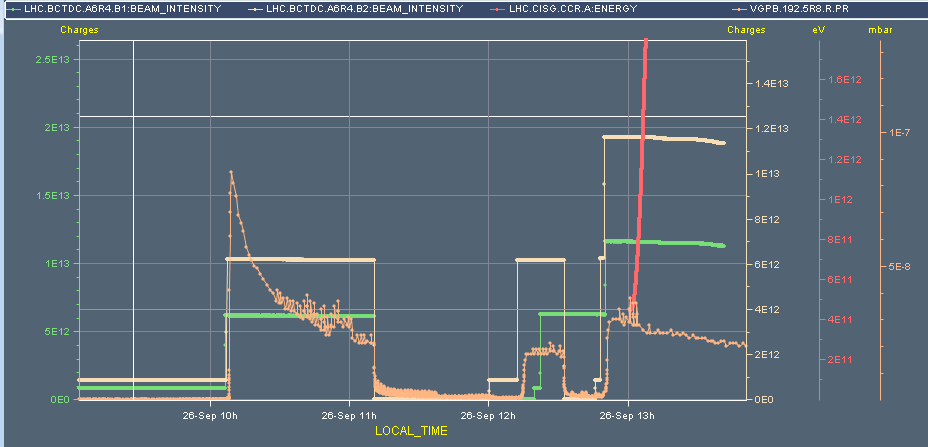 LHC.BCTDC.A6R4.B1:BEAM_INTENSITY LHC.BCTDC.A6R4.B2:BEAM_INTENSITY LHC.CISG.CCR.A:ENERGY VGPB.192.5R8.R.PR
Charges Charges eV mbar
2.5E13
1.4E13 1.6E12
2E13 1.2E13 1.4E12 1E-7
1E13 1.2E12
1.5E13 8E12 1E12
1E13 6E12 8E11 5E-8
6E11
5E12 4E12 4E11
2E12 2E11
0E0 0E0
26-Sep 10h 26-Sep 11h 26-Sep 12h 26-Sep 13h
LOCAL_TIME